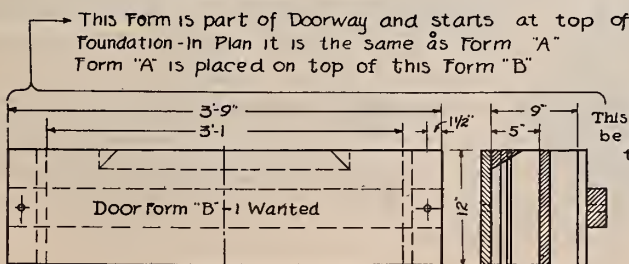 This Form is part of Doorway and starts at top of
Foundation-In Plan it is the same as Form "A"
Form "A" is placed on top of this Form "B"
3'-9"
3'-1
1 1/2"
9"
5"
This
be
t
12"
Door Form "B"-1 Wanted